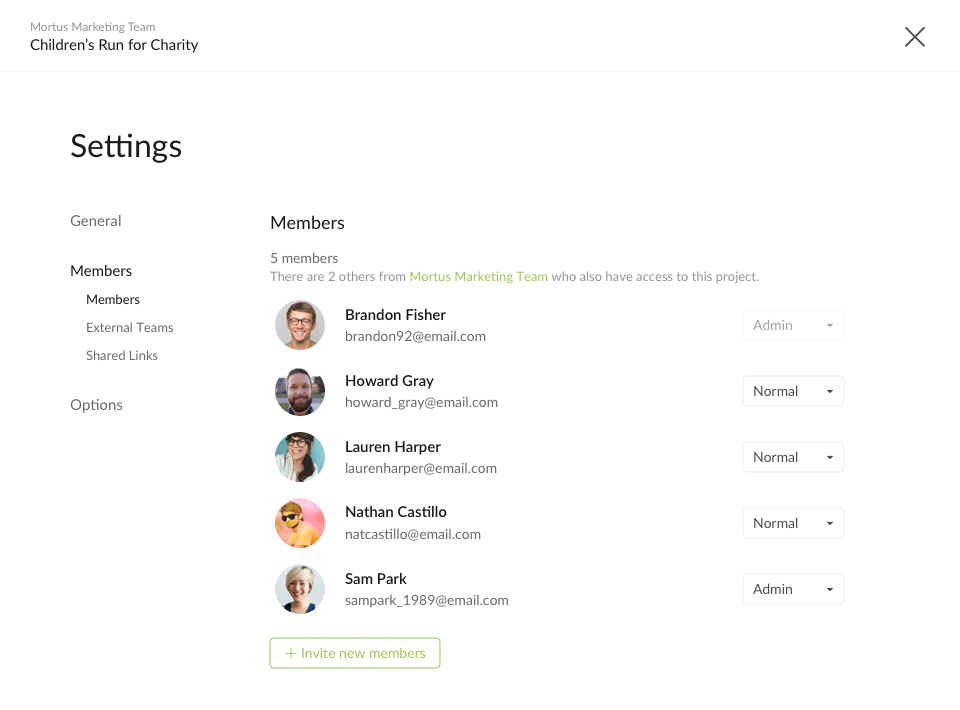 Mortus Marketing Team
Children’s Run for Charity
Settings
General
Members
Members
External Teams
Shared Links
Options
Members
5 members
There are 2 others from Mortus Marketing Team who also have access to this project.
Brandon Fisher
brandon92@email.com
Admin
Howard Gray
howard_gray@email.com
Normal
Lauren Harper
laurenharper@email.com
Normal
Nathan Castillo
natcastillo@email.com
Normal
Sam Park
sampark_1989@email.com
Admin
+ Invite new members